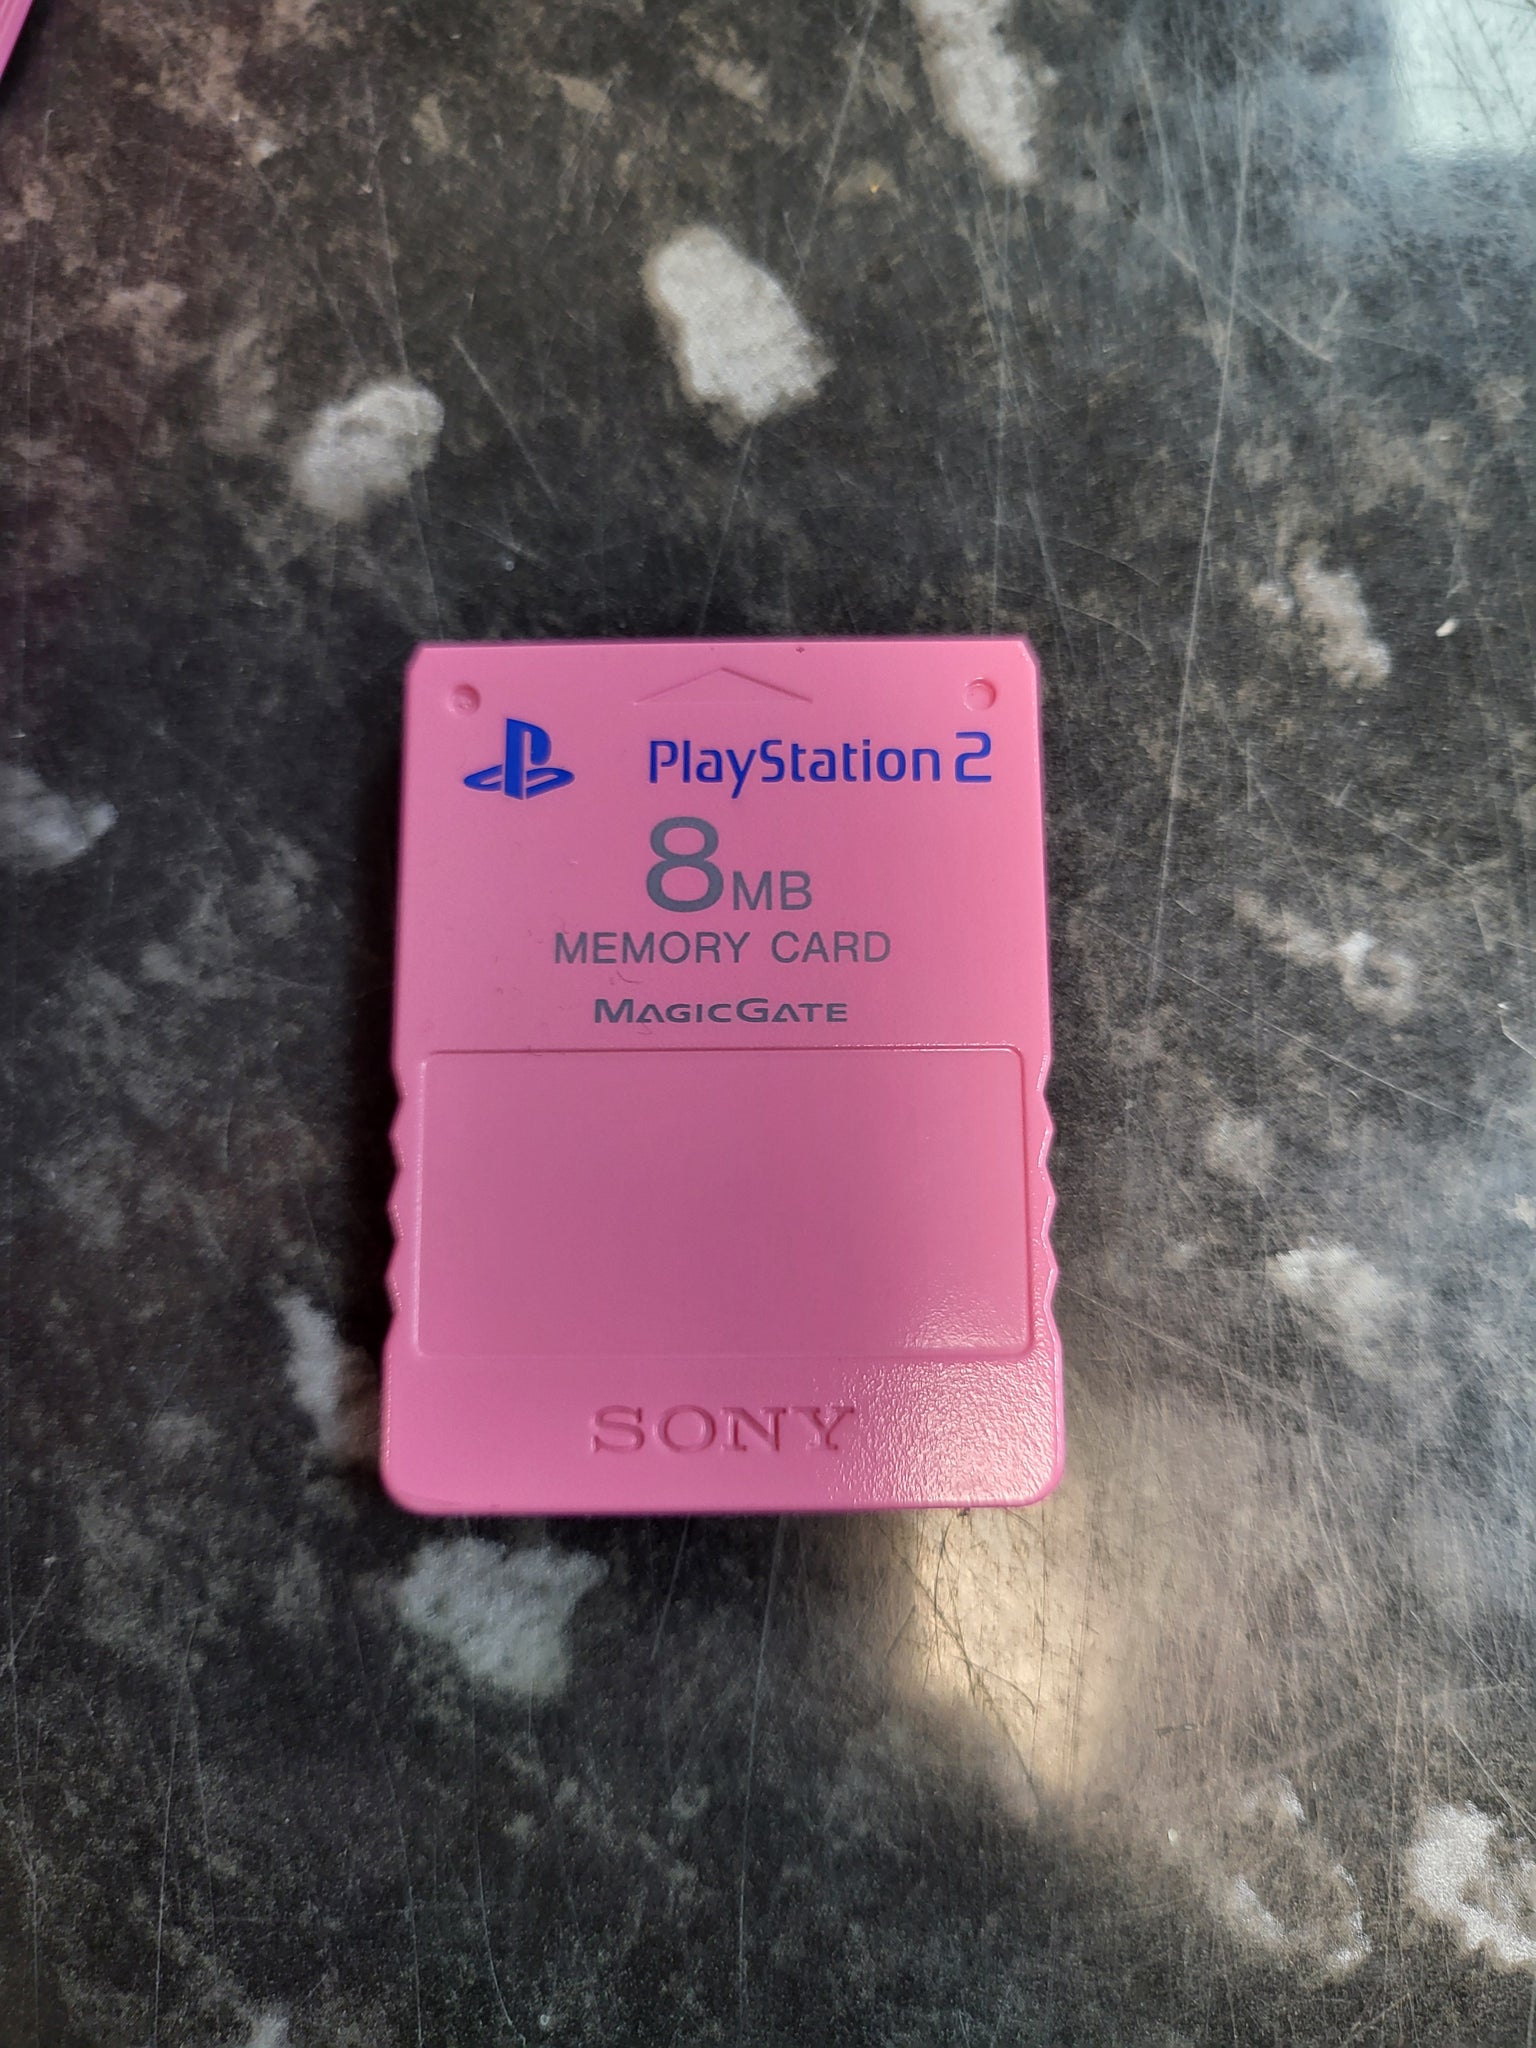 PlayStation 2
8MB
MEMORY CARD
MAGICGATE
SONY